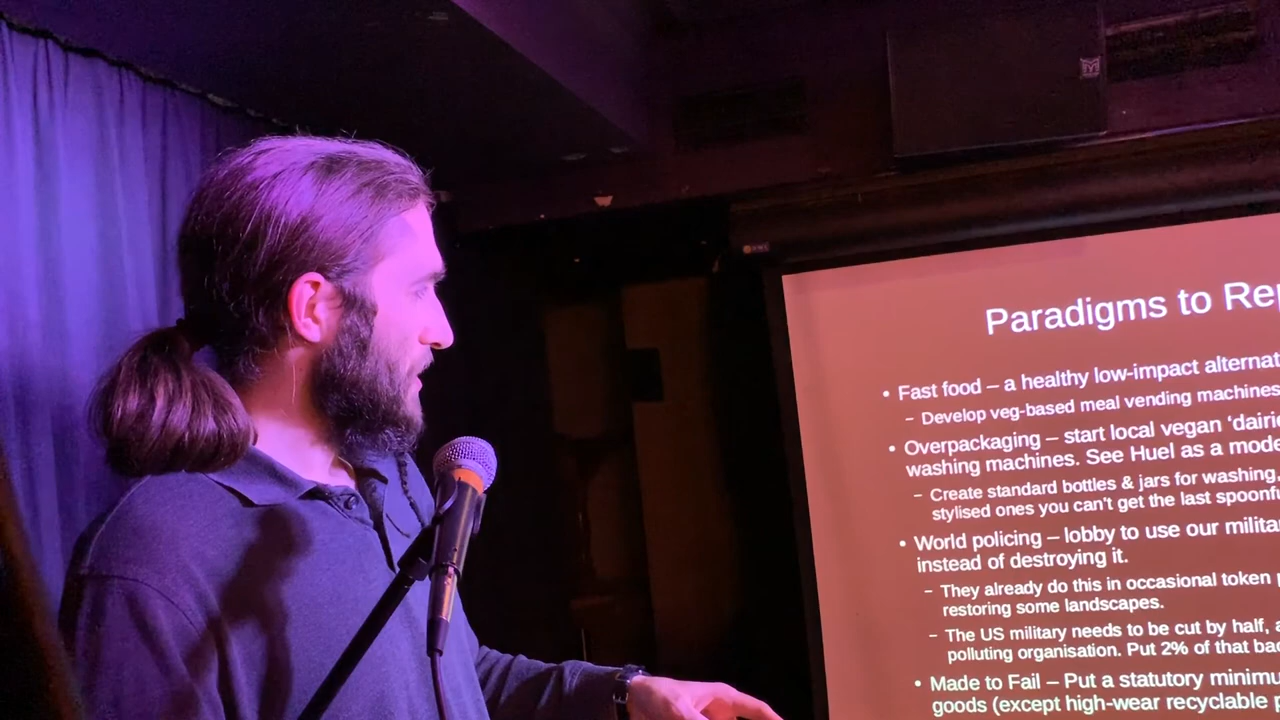 Paradigms to Rep
• Fast food – a healthy low-impact alternat
– Develop veg-based meal vending machines
• Overpackaging – start local vegan ‘dairie
washing machines. See Huel as a mode
– Create standard bottles & jars for washing,
stylised ones you can't get the last spoonfu
• World policing – lobby to use our milita
instead of destroying it.
– They already do this in occasional token p
restoring some landscapes.
– The US military needs to be cut by half, a
polluting organisation. Put 2% of that bac
• Made to Fail – Put a statutory minimu
goods (except high-wear recyclable p